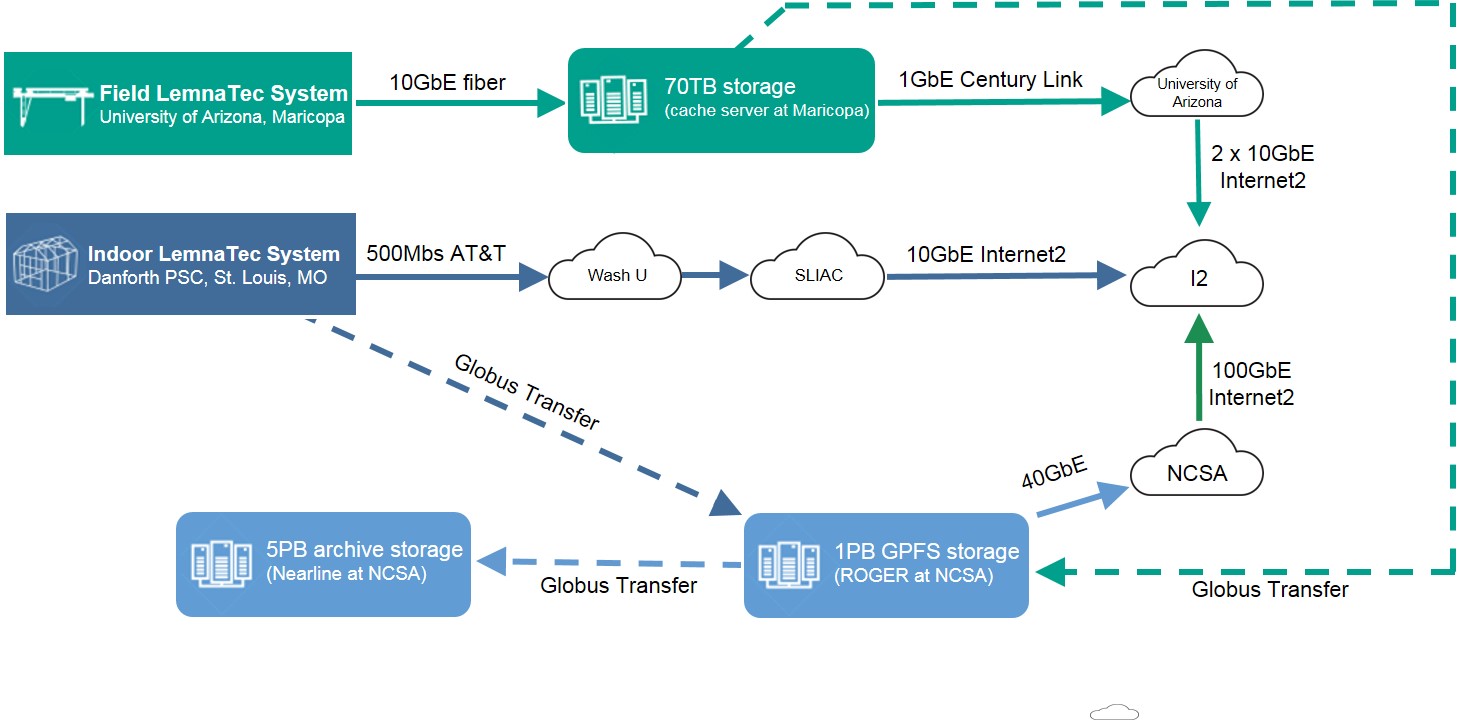 Field LemnaTec System
University of Arizona, Maricopa
10GbE fiber
70TB storage
(cache server at Maricopa)
1GbE Century Link
University of
Arizona
2 x 10GbE
Internet2
Indoor LemnaTec System
Danforth PSC, St. Louis, MO
500Mbs AT&T
Wash U
SLIAC
10GbE Internet2
I2
Globus Transfer
100GbE
Internet2
40GbE
NCSA
5PB archive storage
(Nearline at NCSA)
Globus Transfer
1PB GPFS storage
(ROGER at NCSA)
Globus Transfer